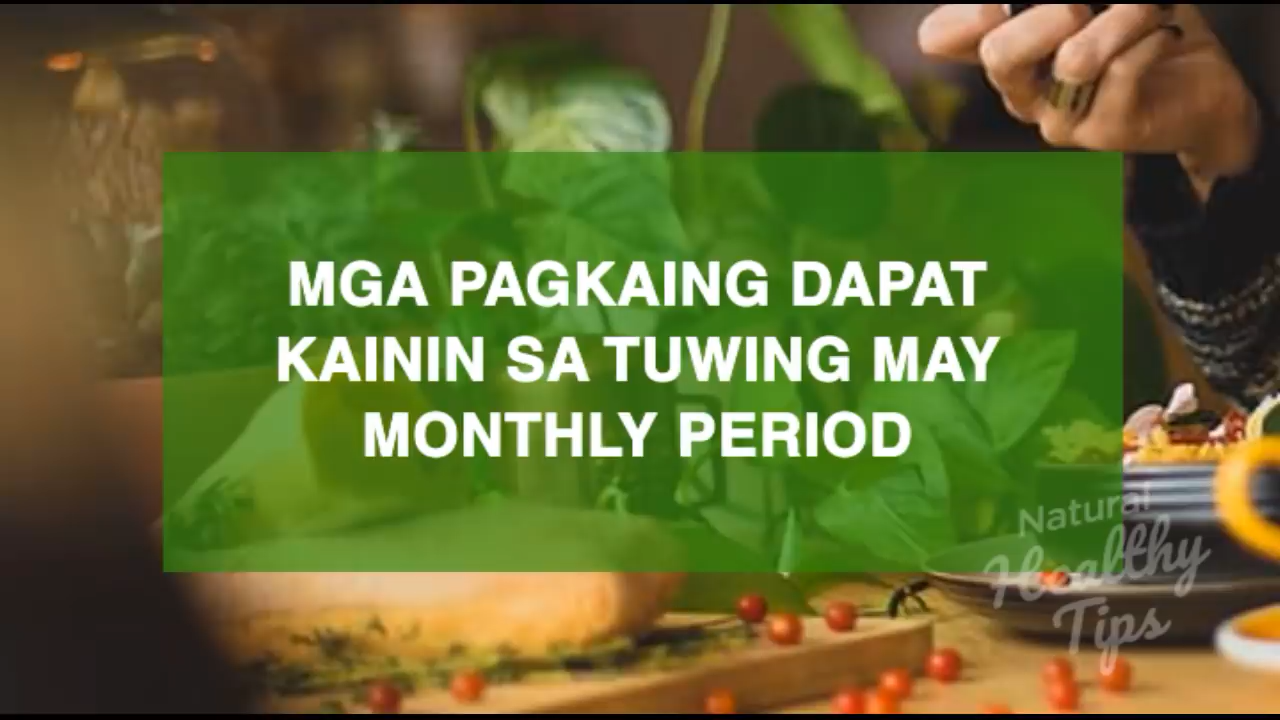 MGA PAGKAING DAPAT
KAININ SA TUWING MAY
MONTHLY PERIOD
Natural
Healthy
Tips